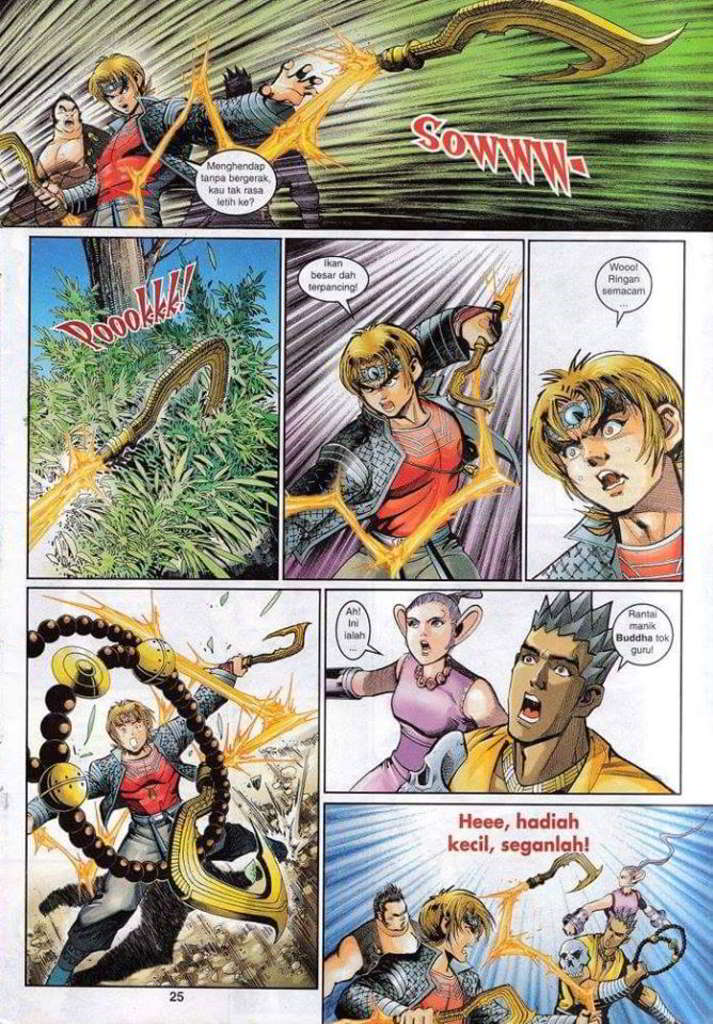 Menghendap
tanpa bergerak,
kau tak rasa
letih ke?
SOWWW-
POOOKKK!!
Ikan
besar dah
terpancing!
Wooo!
Ringan
semacam
...
Ah!
Ini
ialah
...
Rantai
manik
Buddha tok
guru!
Heee, hadiah
kecil, seganlah!
25